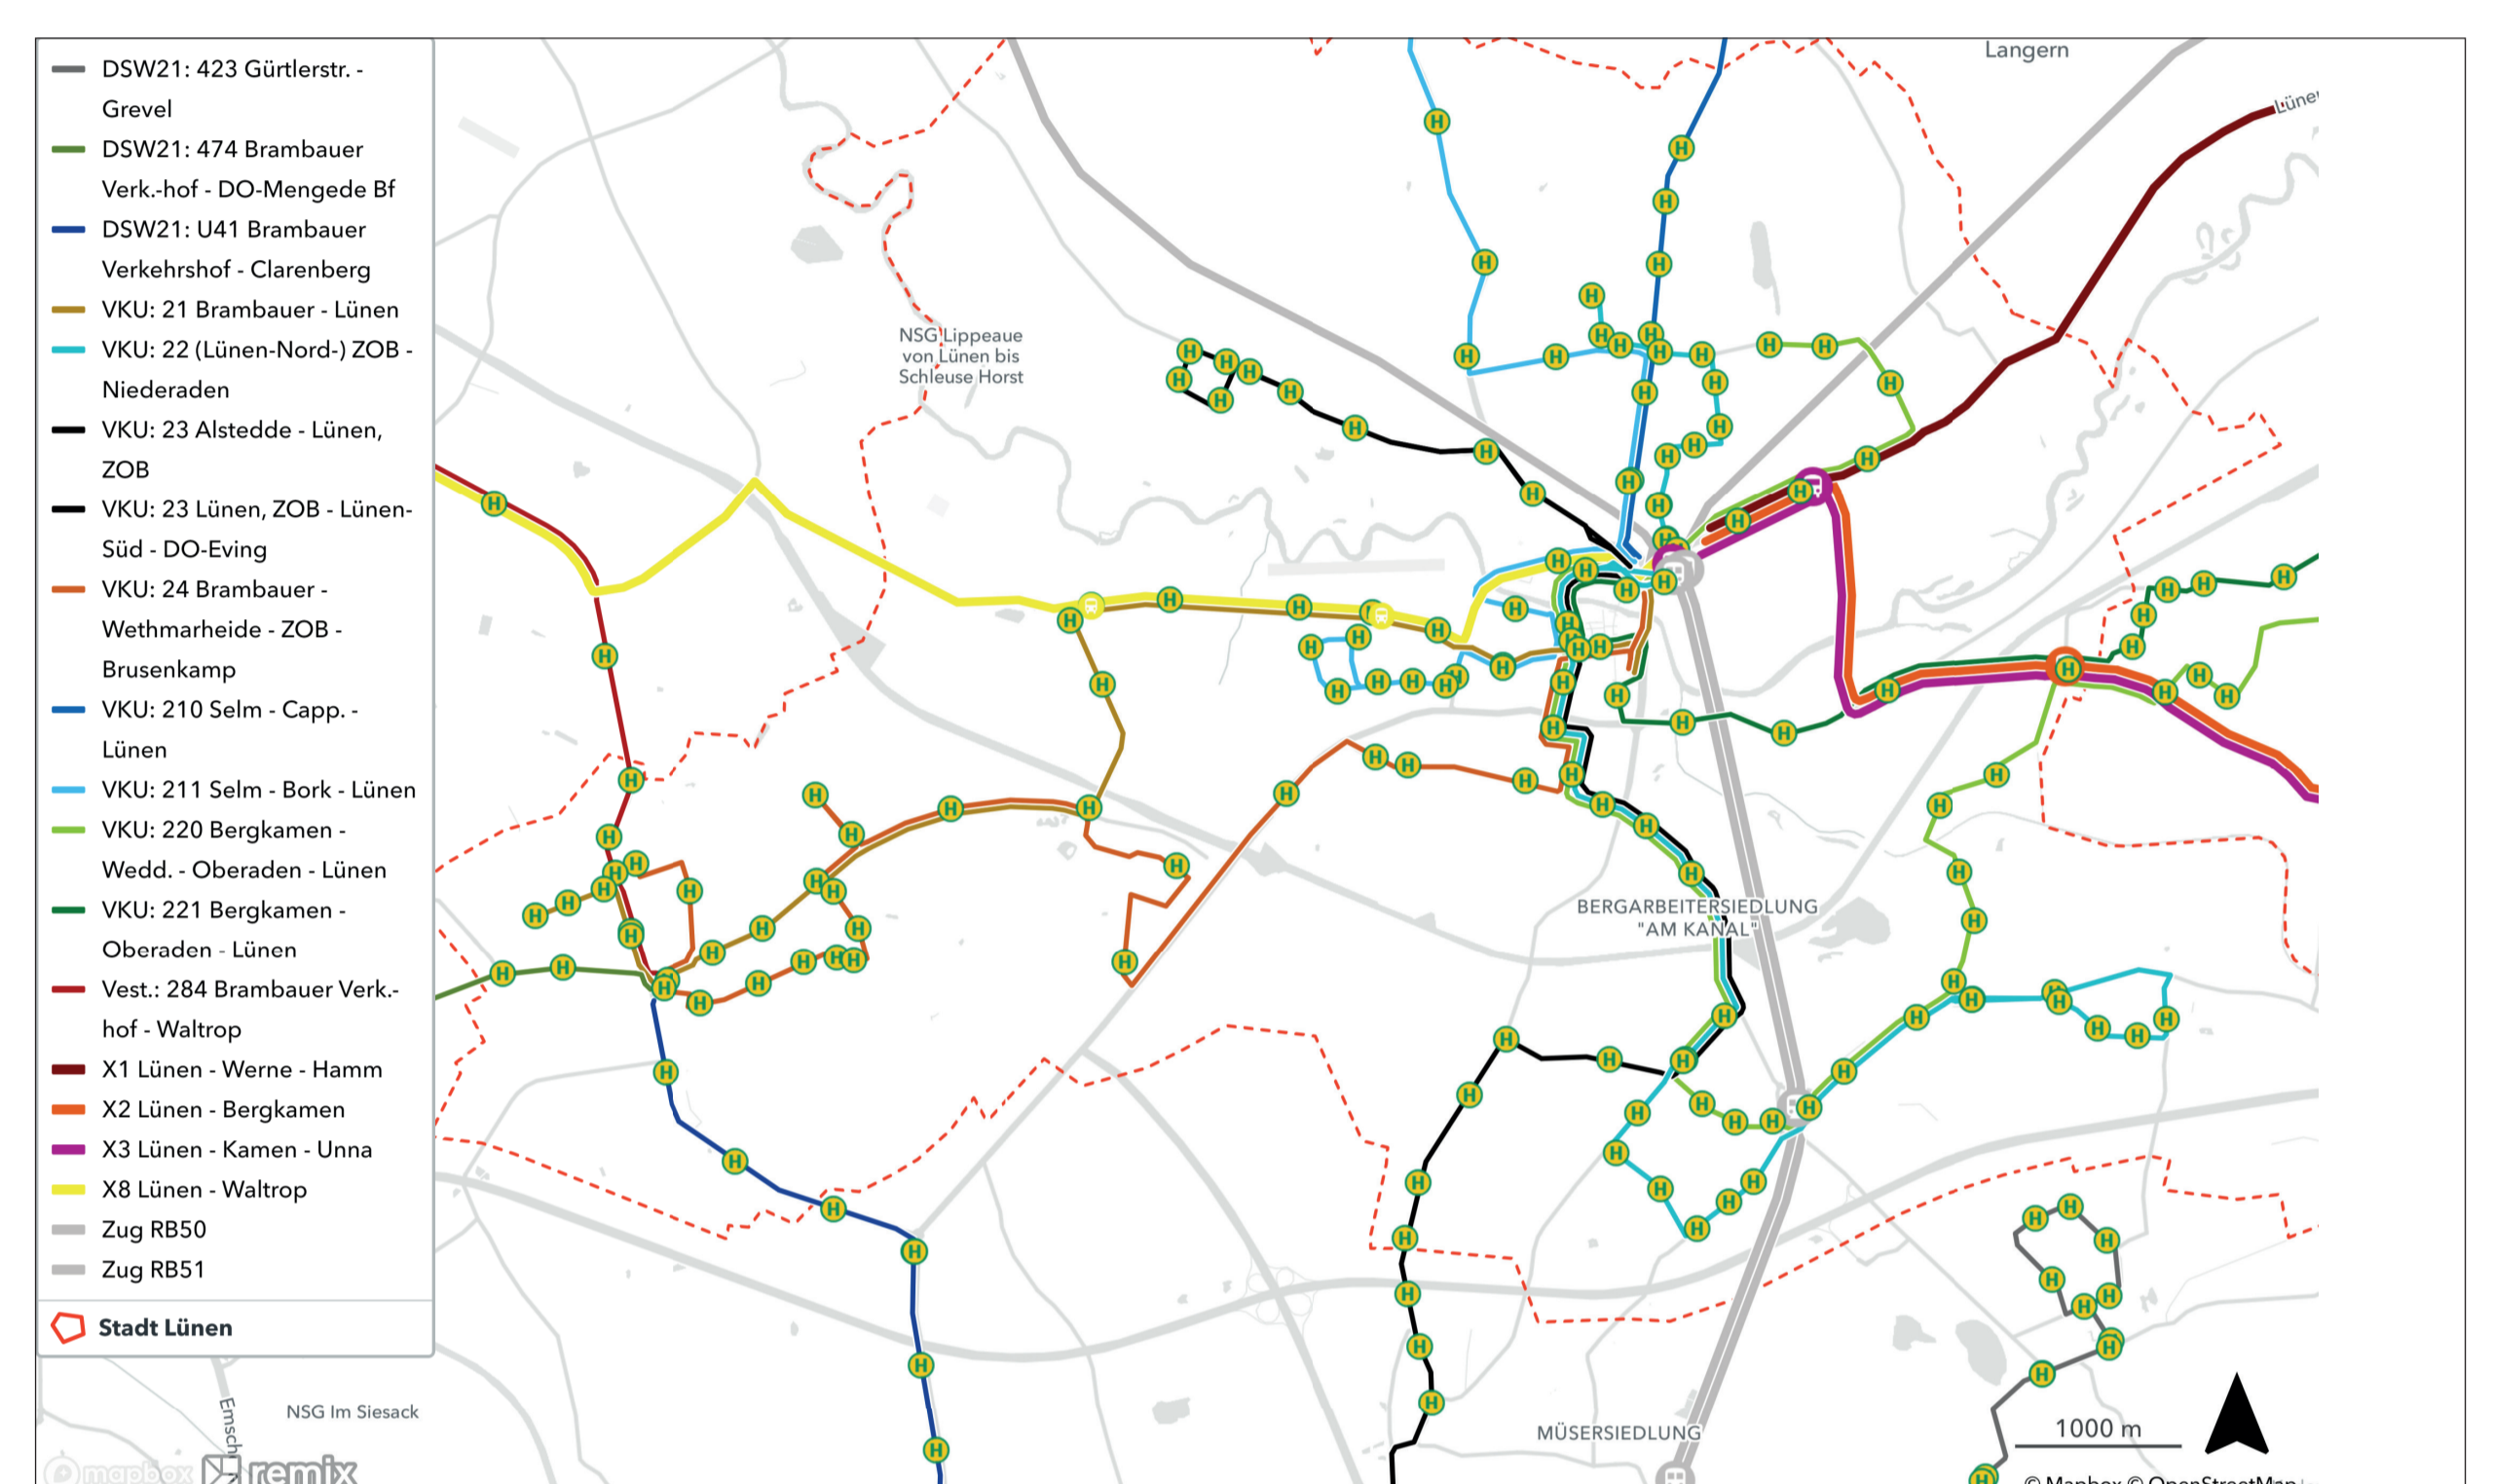 DSW21: 423 Gürtlerstr. -
Grevel
DSW21: 474 Brambauer
Verk.-hof - DO-Mengede Bf
DSW21: U41 Brambauer
Verkehrshof - Clarenberg
VKU: 21 Brambauer - Lünen
VKU: 22 (Lünen-Nord-) ZOB -
Niederaden
VKU: 23 Alstedde - Lünen,
ZOB
VKU: 23 Lünen, ZOB - Lünen-
Süd - DO-Eving
VKU: 24 Brambauer -
Wethmarheide - ZOB -
Brusenkamp
VKU: 210 Selm - Capp. -
Lünen
VKU: 211 Selm - Bork - Lünen
VKU: 220 Bergkamen -
Wedd. - Oberaden - Lünen
VKU: 221 Bergkamen -
Oberaden - Lünen
Vest.: 284 Brambauer Verk.-
hof - Waltrop
X1 Lünen - Werne - Hamm
X2 Lünen - Bergkamen
X3 Lünen - Kamen - Unna
X8 Lünen - Waltrop
Zug RB50
Zug RB51
Stadt Lünen
Langern
NSG Lippeaue
von Lünen bis
Schleuse Horst
BERGARBEITERSIEDLUNG
"AM KANAL"
MÜSERSIEDLUNG
NSG Im Siesack
1000 m
mapbox
remix
© Mapbox © OpenStreetMap